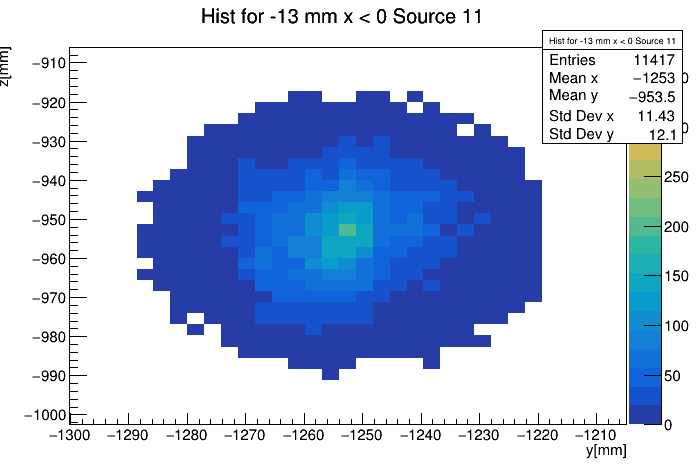 Hist for -13 mm x < 0 Source 11
z[mm]
Hist for -13 mm x < 0 Source 11
Entries 11417
Mean x −1253
Mean y −953.5
Std Dev x 11.43
Std Dev y 12.1
−910
−920
−930
−940
−950
−960
−970
−980
−990
−1000
−1300 −1290 −1280 −1270 −1260 −1250 −1240 −1230 −1220 −1210
y[mm]
250
200
150
100
50
0